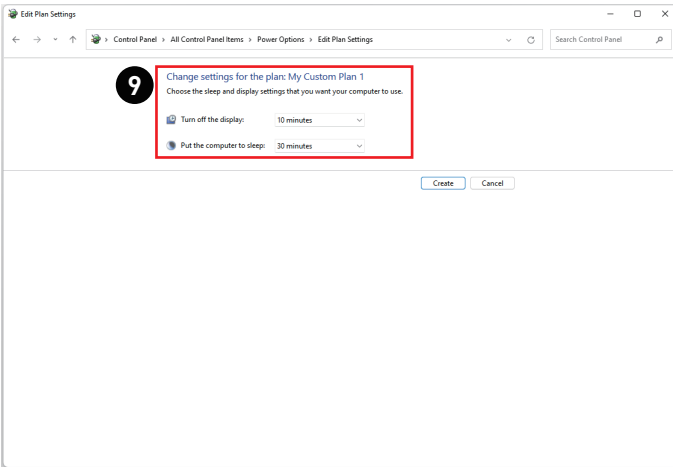 Edit Plan Settings
Control Panel > All Control Panel Items > Power Options > Edit Plan Settings
Search Control Panel
9
Change settings for the plan: My Custom Plan 1
Choose the sleep and display settings that you want your computer to use.
Turn off the display: 10 minutes
Put the computer to sleep: 30 minutes
Create Cancel